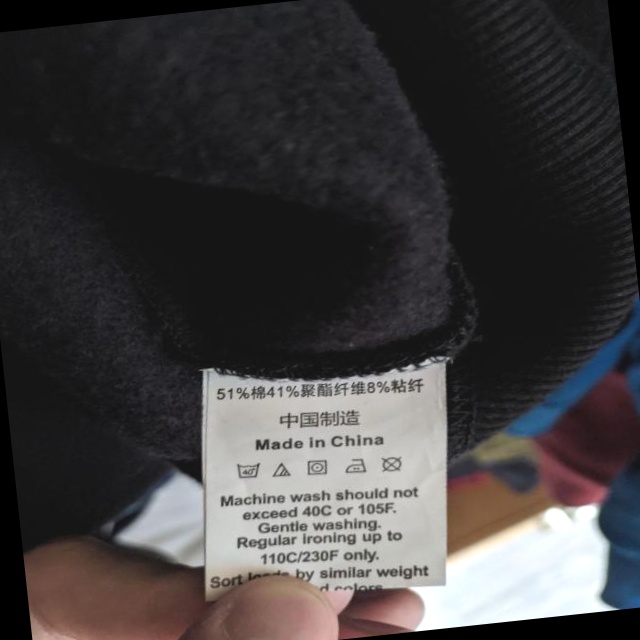 51%棉41%聚酯纤维8%粘纤
中国制造
Made in China
40
Machine wash should not
exceed 40C or 105F.
Gentle washing.
Regular ironing up to
110C/230F only.
Sort loads by similar weight
colors